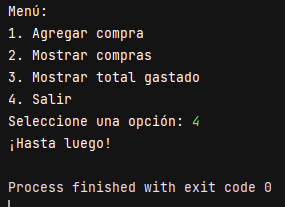 Menú:
1. Agregar compra
2. Mostrar compras
3. Mostrar total gastado
4. Salir
Seleccione una opción: 4
¡Hasta luego!
Process finished with exit code 0